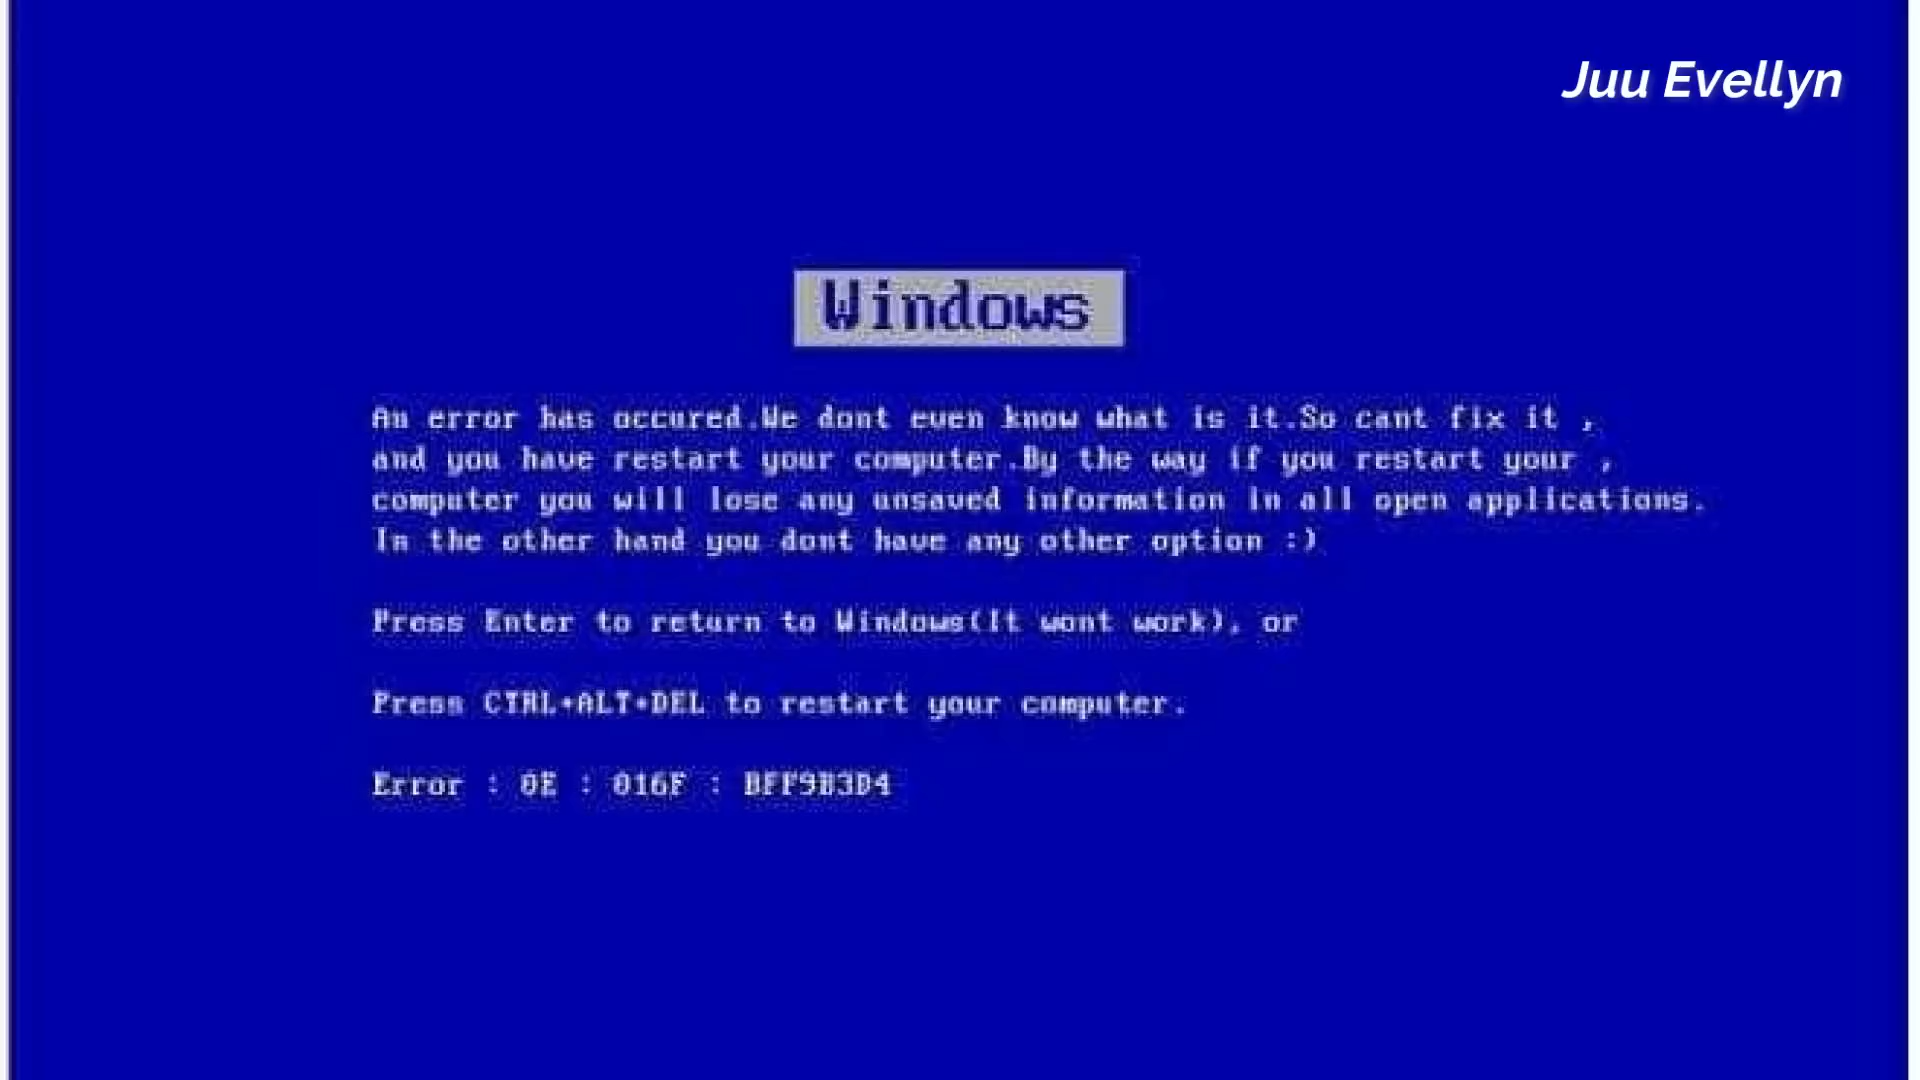 Juu Evellyn
Windows
An error has occured.We dont even know what is it.So cant fix it ,
and you have restart your computer.By the way if you restart your ,
computer you will lose any unsaved information in all open applications.
In the other hand you dont have any other option :)
Press Enter to return to Windows(It wont work), or
Press CTRL+ALT+DEL to restart your computer.
Error : 0E : 016F : BFF9B3D4